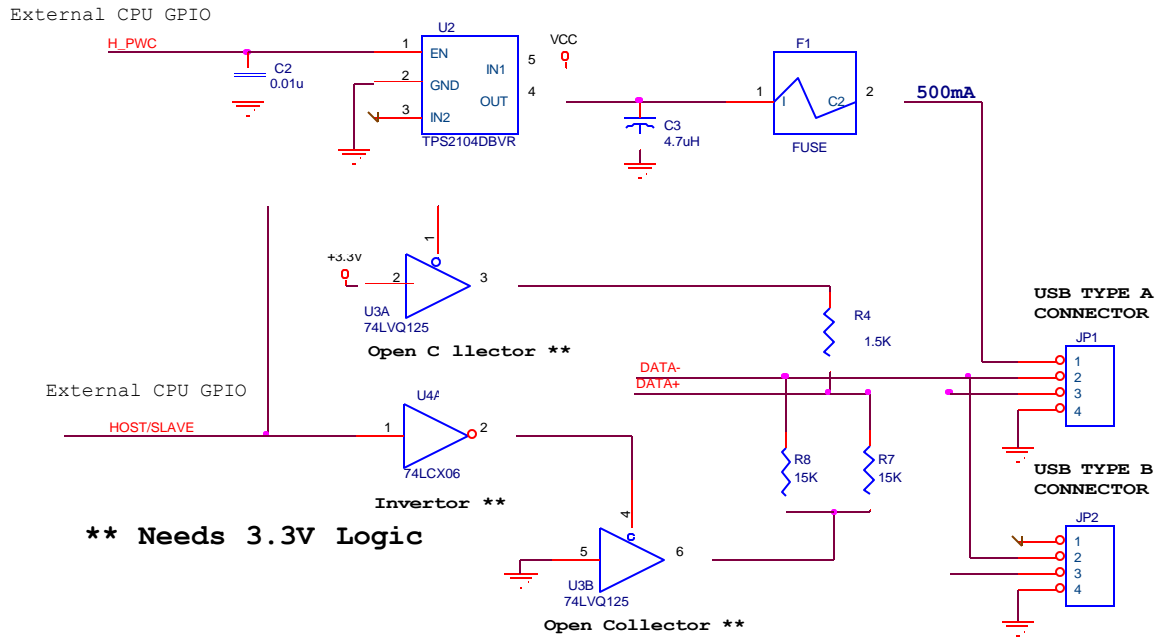 External CPU GPIO
H_PWC
C2
0.01u
U2
1
EN
2
GND
3
IN2
IN1
5
OUT
4
TPS2104DBVR
VCC
C3
4.7uH
F1
1
I
C2
2
FUSE
500mA
+3.3V
2
1
3
U3A
74LVQ125
Open C llector **
R4
1.5K
DATA-
DATA+
External CPU GPIO
HOST/SLAVE
U4A
1
2
74LCX06
Invertor **
** Needs 3.3V Logic
R8
15K
R7
15K
4
C
5
6
U3B
74LVQ125
Open Collector **
USB TYPE A
CONNECTOR
JP1
1
2
3
4
USB TYPE B
CONNECTOR
JP2
1
2
3
4